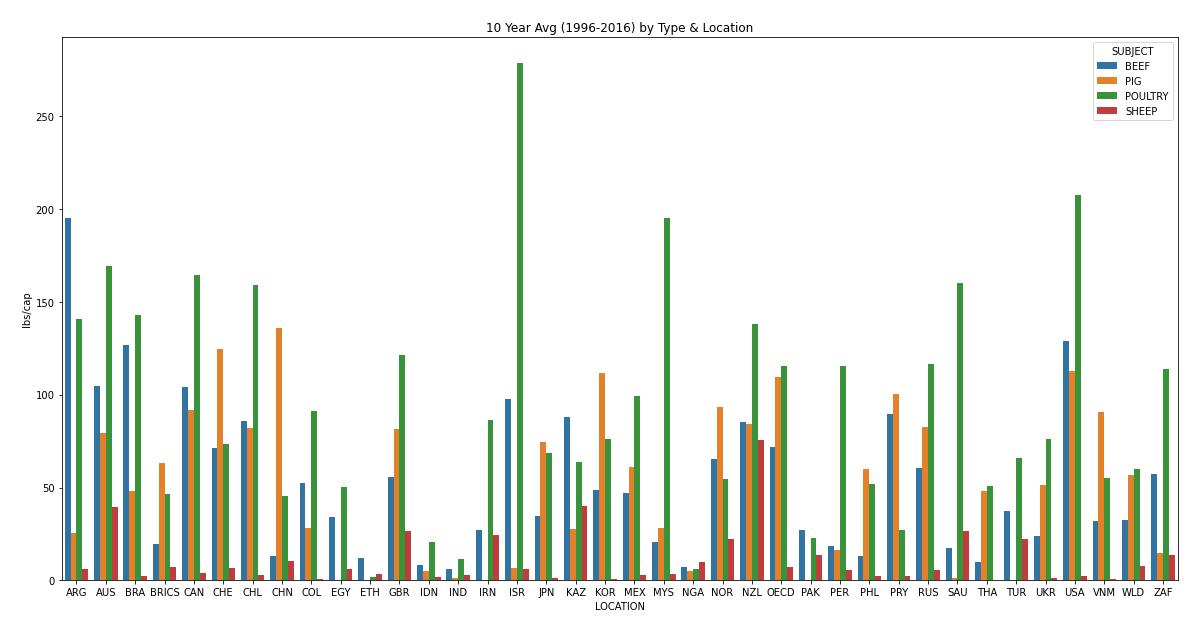 10 Year Avg (1996-2016) by Type & Location
SUBJECT
BEEF
PIG
POULTRY
SHEEP
lbs/cap
250
200
150
100
50
0
ARG AUS BRA BRICS CAN CHE CHL CHN COL EGY ETH GBR IDN IND IRN ISR JPN KAZ KOR MEX MYS NGA NOR NZL OECD PAK PER PHL PRY RUS SAU THA TUR UKR USA VNM WLD ZAF
LOCATION